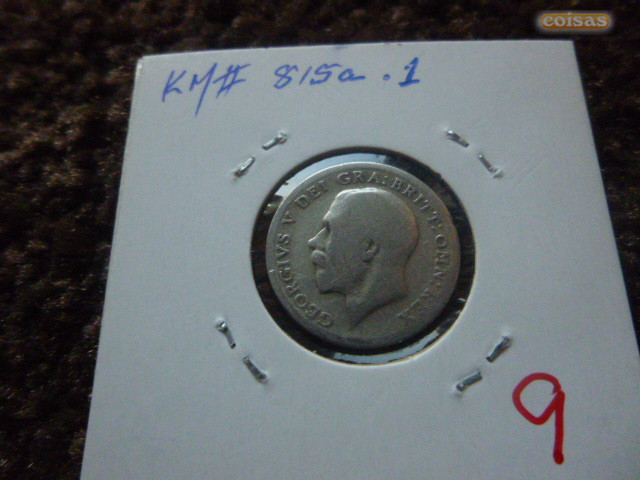 coisas
KM# 815a.1
GEORGIVS V DEI GRA: BRITT: OMN: REX
9